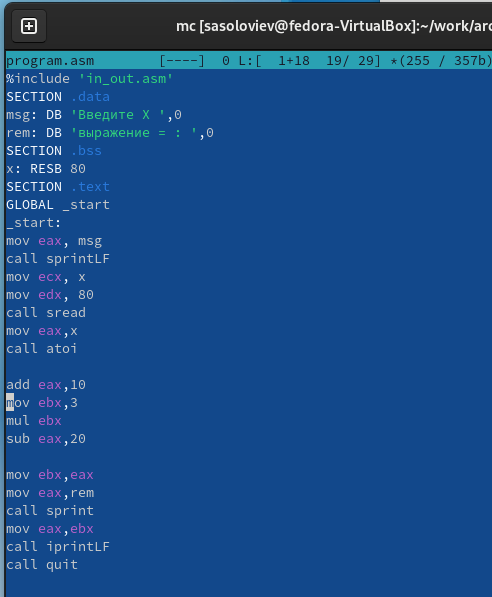 mc [sasoloviev@fedora-VirtualBox]:~/work/arc
program.asm [----] 0 L:[ 1+18 19/ 29] *(255 / 357b)
%include 'in_out.asm'
SECTION .data
msg: DB 'Введите X ',0
rem: DB 'выражение = : ',0
SECTION .bss
x: RESB 80
SECTION .text
GLOBAL _start
_start:
mov eax, msg
call sprintLF
mov ecx, x
mov edx, 80
call sread
mov eax,x
call atoi
add eax,10
mov ebx,3
mul ebx
sub eax,20
mov ebx,eax
mov eax,rem
call sprint
mov eax,ebx
call iprintLF
call quit